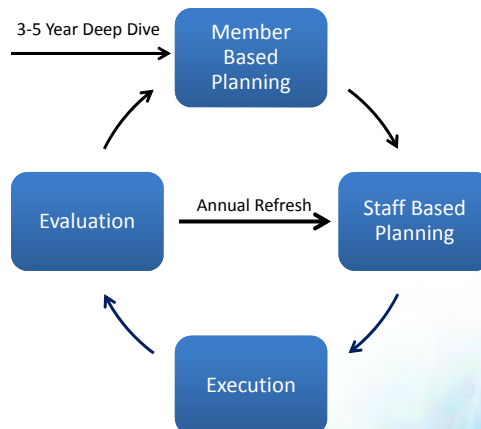 3-5 Year Deep Dive
Member
Based
Planning
Evaluation
Annual Refresh
Staff Based
Planning
Execution